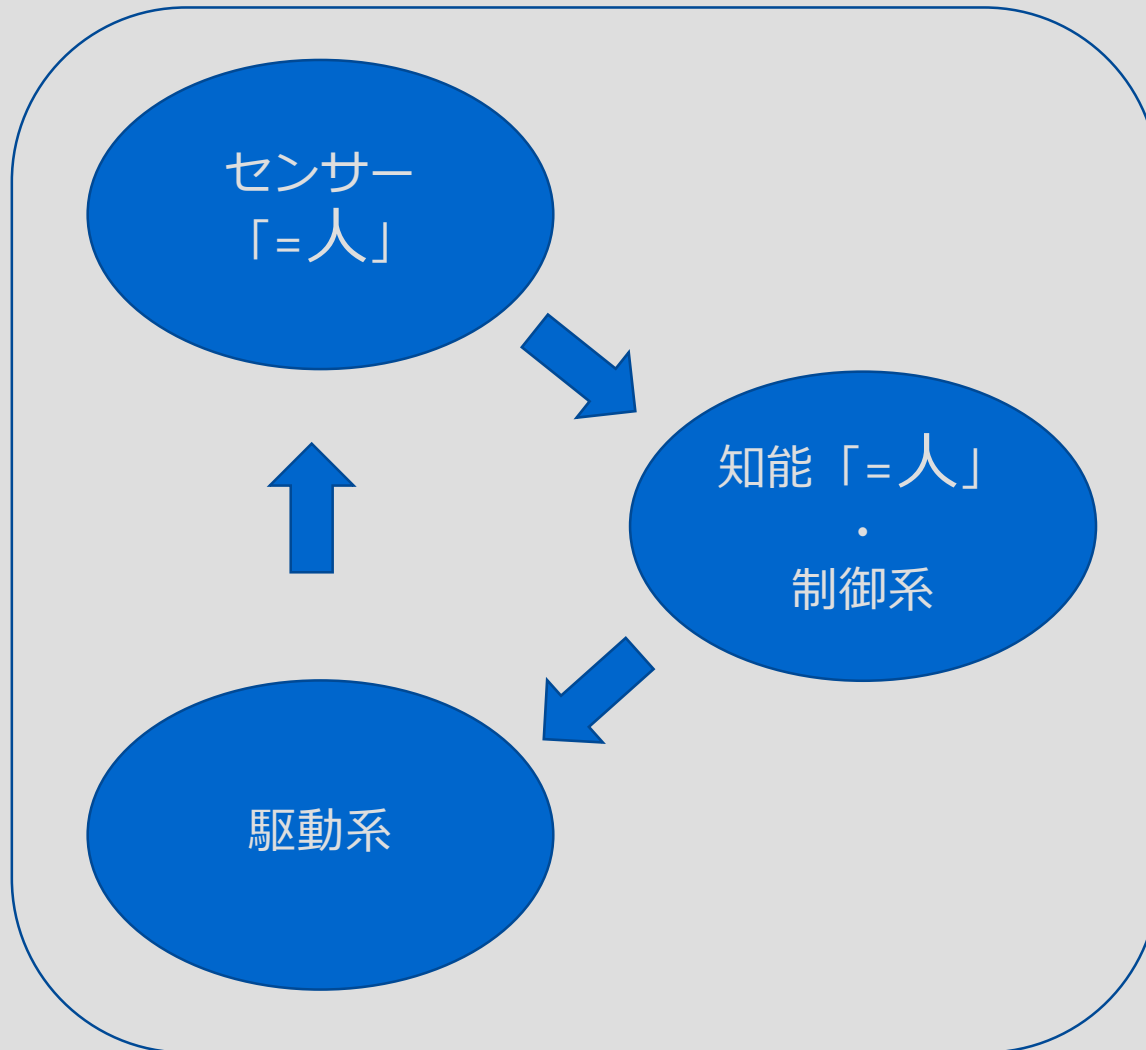 センサー
「=人」
知能「=人」
・
制御系
駆動系